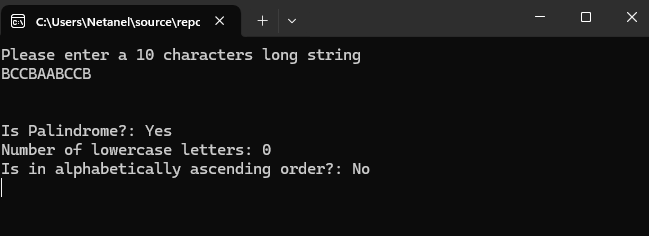 C:\Users\Netanel\source\repo
Please enter a 10 characters long string
BCCBAABCCB
Is Palindrome?: Yes
Number of lowercase letters: 0
Is in alphabetically ascending order?: No